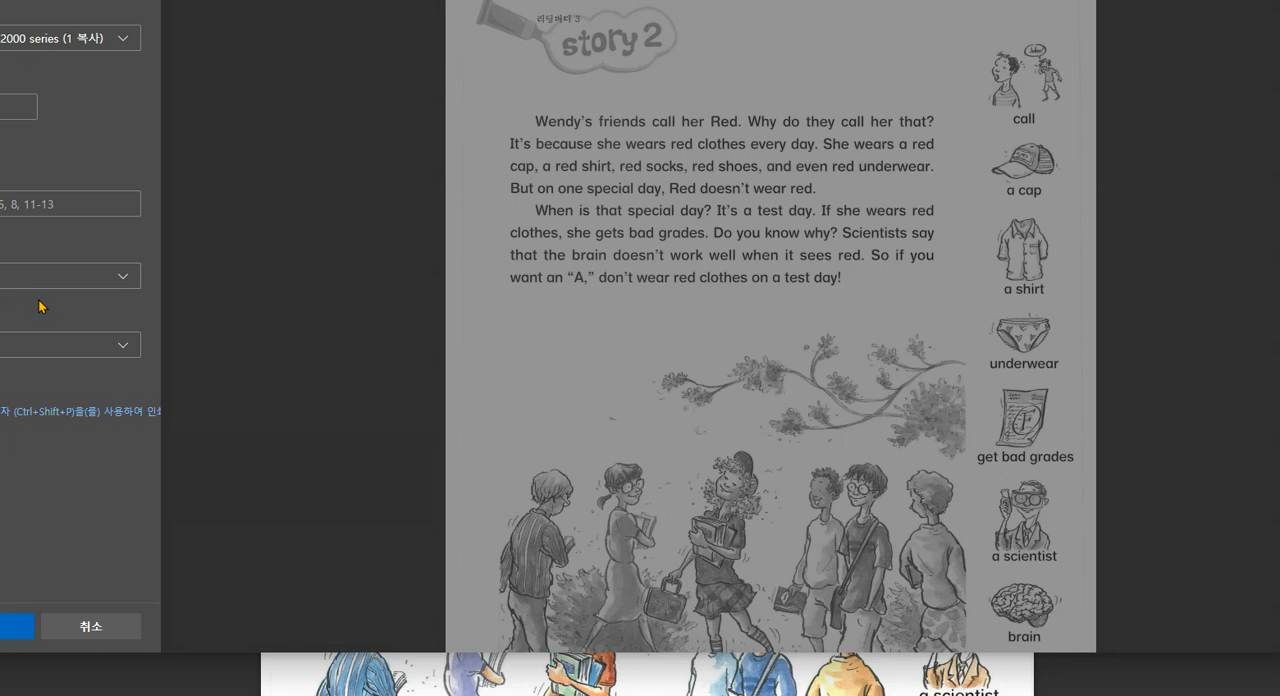 2000 series (1 복사)
5, 8, 11-13
자 (Ctrl+Shift+P)을(를) 사용하여 인쇄
취소
리딩버디 3
story 2
Wendy's friends call her Red. Why do they call her that?
It's because she wears red clothes every day. She wears a red
cap, a red shirt, red socks, red shoes, and even red underwear.
But on one special day, Red doesn't wear red.
When is that special day? It's a test day. If she wears red
clothes, she gets bad grades. Do you know why? Scientists say
that the brain doesn't work well when it sees red. So if you
want an “A,” don't wear red clothes on a test day!
call
a cap
a shirt
underwear
get bad grades
a scientist
brain
a scientist